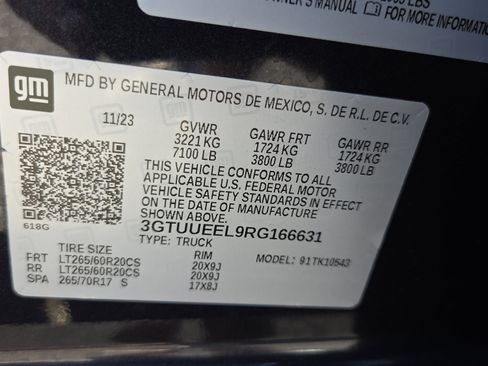 OWNER'S MANUAL FOR MORE INFORMATION
gm
MFD BY GENERAL MOTORS DE MEXICO, S. DE R.L. DE C.V.
11/23 GVWR GAWR FRT GAWR RR
3221 KG 1724 KG 1724 KG
7100 LB 3800 LB 3800 LB
THIS VEHICLE CONFORMS TO ALL
APPLICABLE U.S. FEDERAL MOTOR
VEHICLE SAFETY STANDARDS IN
EFFECT ON THE DATE OF MANUFACTURE
SHOWN ABOVE.
618G 3GTUUEEL9RG166631
TYPE: TRUCK
TIRE SIZE RIM MODEL: 91TK10543
FRT LT265/60R20CS 20X9J
RR LT265/60R20CS 20X9J
SPA 265/70R17 S 17X8J